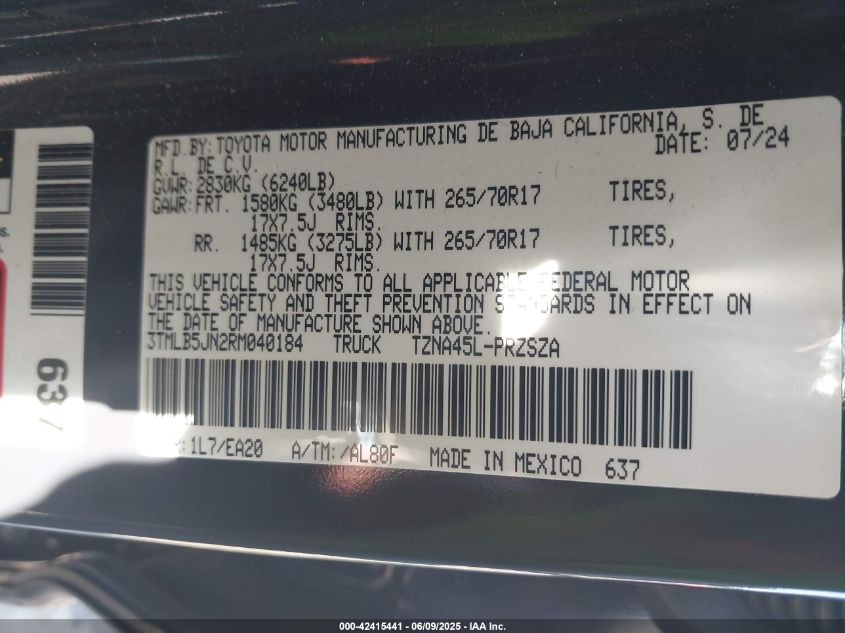 MFD.BY: TOYOTA MOTOR MANUFACTURING DE BAJA CALIFORNIA, S. DE
R.L. DE C.V. DATE: 07/24
GVWR: 2830KG (6240LB)
GAWR: FRT. 1580KG (3480LB) WITH 265/70R17 TIRES,
17X7.5J RIMS.
RR. 1485KG (3275LB) WITH 265/70R17 TIRES,
17X7.5J RIMS.
THIS VEHICLE CONFORMS TO ALL APPLICABLE FEDERAL MOTOR
VEHICLE SAFETY AND THEFT PREVENTION STANDARDS IN EFFECT ON
THE DATE OF MANUFACTURE SHOWN ABOVE.
3TMLB5JN2RM040184 TRUCK TZNA45L-PRZSZA
:1L7/EA20 A/TM:/AL80F MADE IN MEXICO 637
637
000-42415441 - 06/09/2025 - IAA Inc.